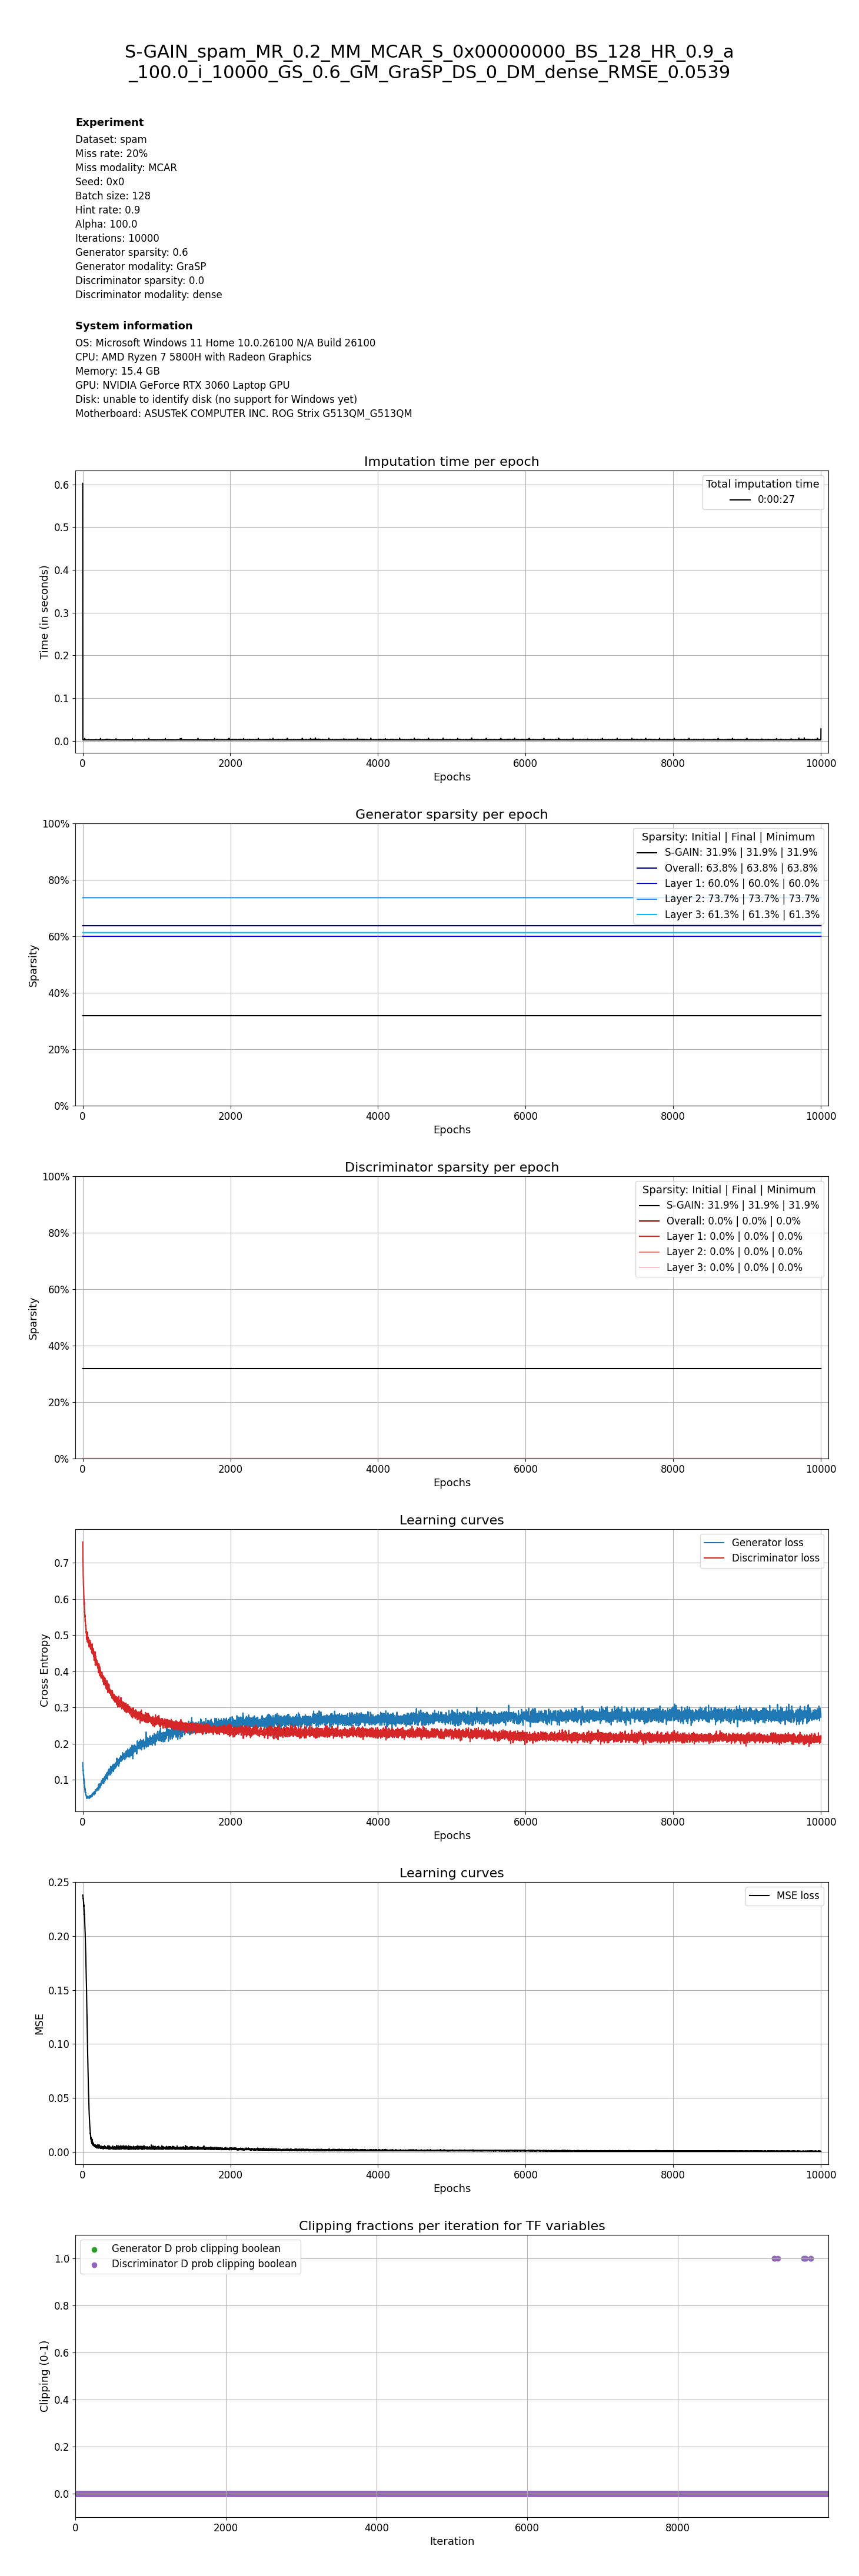 S-GAIN_spam_MR_0.2_MM_MCAR_S_0x00000000_BS_128_HR_0.9_a
_100.0_i_10000_GS_0.6_GM_GraSP_DS_0_DM_dense_RMSE_0.0539
Experiment
Dataset: spam
Miss rate: 20%
Miss modality: MCAR
Seed: 0x0
Batch size: 128
Hint rate: 0.9
Alpha: 100.0
Iterations: 10000
Generator sparsity: 0.6
Generator modality: GraSP
Discriminator sparsity: 0.0
Discriminator modality: dense
System information
OS: Microsoft Windows 11 Home 10.0.26100 N/A Build 26100
CPU: AMD Ryzen 7 5800H with Radeon Graphics
Memory: 15.4 GB
GPU: NVIDIA GeForce RTX 3060 Laptop GPU
Disk: unable to identify disk (no support for Windows yet)
Motherboard: ASUSTeK COMPUTER INC. ROG Strix G513QM_G513QM
Imputation time per epoch
Total imputation time
0:00:27
0.6
0.5
0.4
0.3
0.2
0.1
0.0
Time (in seconds)
0 2000 4000 6000 8000 10000
Epochs
Generator sparsity per epoch
Sparsity: Initial | Final | Minimum
S-GAIN: 31.9% | 31.9% | 31.9%
Overall: 63.8% | 63.8% | 63.8%
Layer 1: 60.0% | 60.0% | 60.0%
Layer 2: 73.7% | 73.7% | 73.7%
Layer 3: 61.3% | 61.3% | 61.3%
100%
80%
60%
40%
20%
0%
Sparsity
0 2000 4000 6000 8000 10000
Epochs
Discriminator sparsity per epoch
Sparsity: Initial | Final | Minimum
S-GAIN: 31.9% | 31.9% | 31.9%
Overall: 0.0% | 0.0% | 0.0%
Layer 1: 0.0% | 0.0% | 0.0%
Layer 2: 0.0% | 0.0% | 0.0%
Layer 3: 0.0% | 0.0% | 0.0%
100%
80%
60%
40%
20%
0%
Sparsity
0 2000 4000 6000 8000 10000
Epochs
Learning curves
Generator loss
Discriminator loss
0.7
0.6
0.5
0.4
0.3
0.2
0.1
Cross Entropy
0 2000 4000 6000 8000 10000
Epochs
Learning curves
MSE loss
0.25
0.20
0.15
0.10
0.05
0.00
MSE
0 2000 4000 6000 8000 10000
Epochs
Clipping fractions per iteration for TF variables
Generator D prob clipping boolean
Discriminator D prob clipping boolean
1.0
0.8
0.6
0.4
0.2
0.0
Clipping (0-1)
0 2000 4000 6000 8000
Iteration